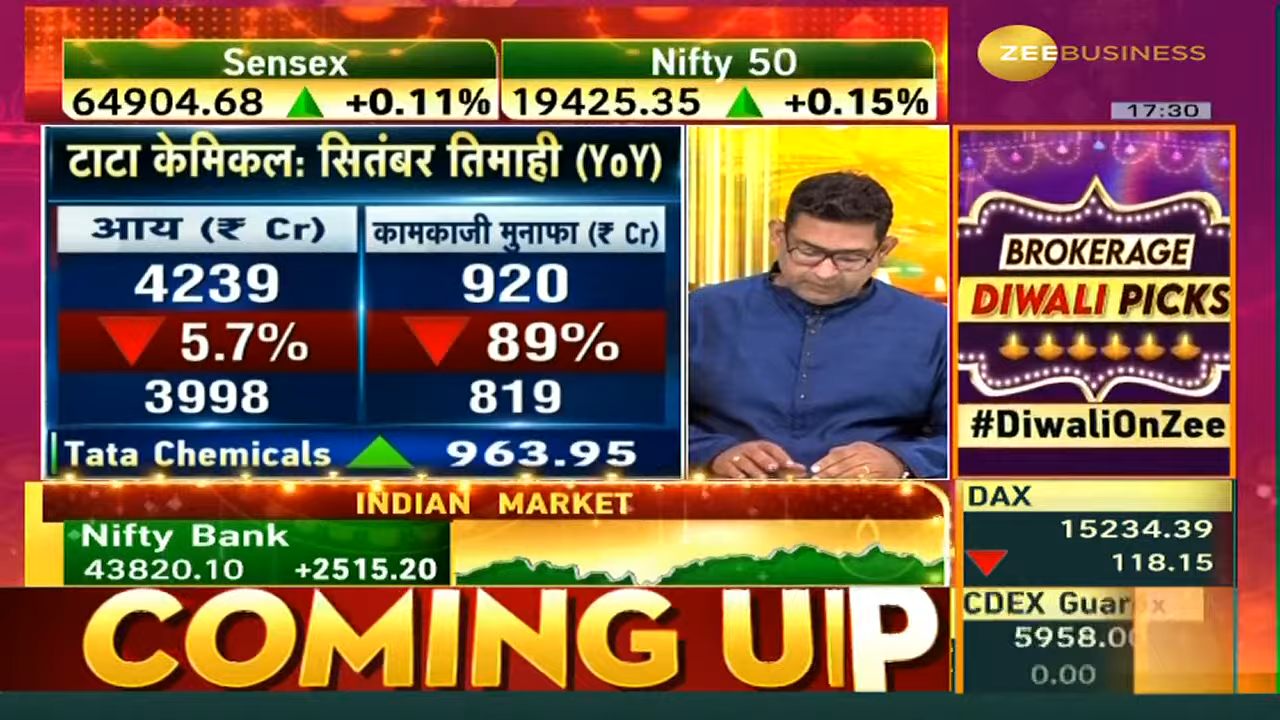 Sensex
64904.68 +0.11%
Nifty 50
19425.35 +0.15%
ZEEBUSINESS
17:30
टाटा केमिकल: सितंबर तिमाही (YoY)
आय (₹ Cr)
4239
5.7%
3998
कामकाजी मुनाफा (₹ Cr)
920
89%
819
Tata Chemicals 963.95
BROKERAGE
DIWALI PICKS
#DiwaliOnZee
INDIAN MARKET
Nifty Bank
43820.10 +2515.20
DAX
15234.39
118.15
CDEX Guar
5958.0
0.00
COMING UP